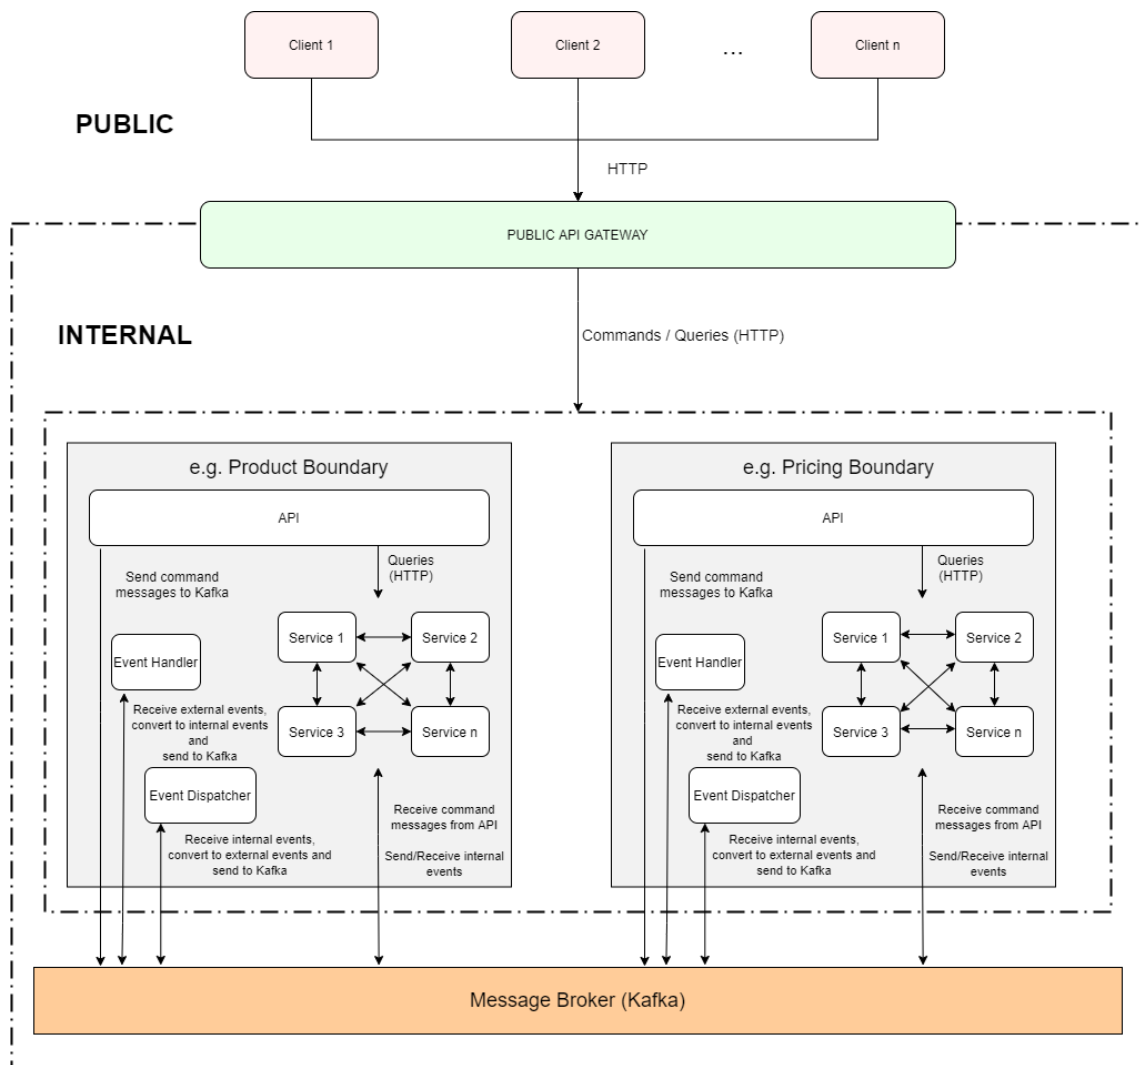 Client 1
Client 2
...
Client n
PUBLIC
HTTP
PUBLIC API GATEWAY
INTERNAL
Commands / Queries (HTTP)
e.g. Product Boundary
API
Queries
(HTTP)
Send command
messages to Kafka
Service 1
Service 2
Event Handler
Receive external events,
convert to internal events
and
send to Kafka
Service 3
Service n
Event Dispatcher
Receive internal events,
convert to external events and
send to Kafka
Receive command
messages from API
Send/Receive internal
events
e.g. Pricing Boundary
API
Queries
(HTTP)
Send command
messages to Kafka
Service 1
Service 2
Event Handler
Receive external events,
convert to internal events
and
send to Kafka
Service 3
Service n
Event Dispatcher
Receive internal events,
convert to external events and
send to Kafka
Receive command
messages from API
Send/Receive internal
events
Message Broker (Kafka)